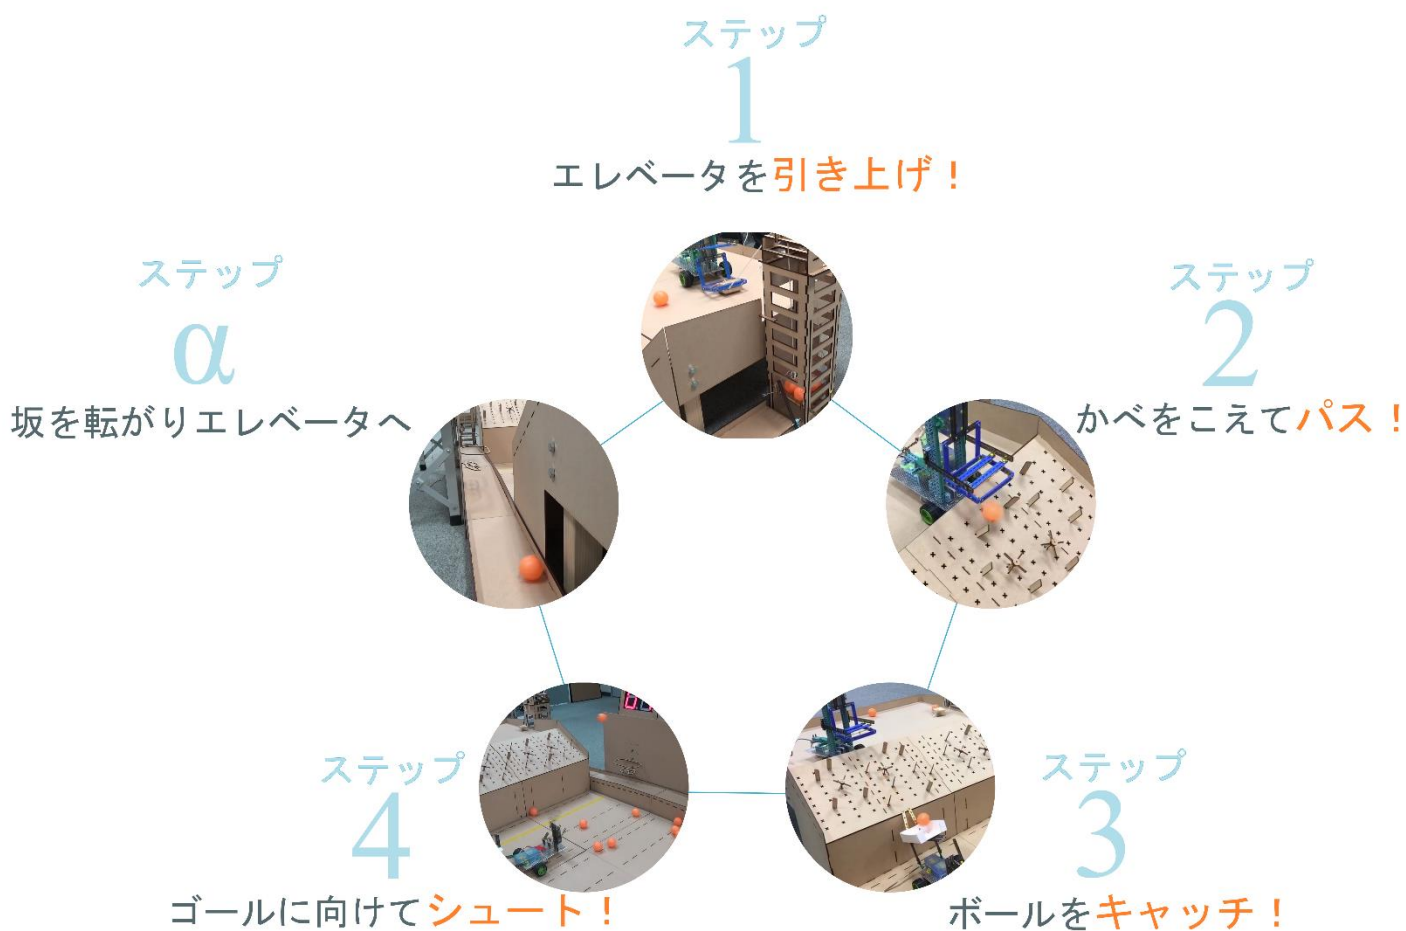 ステップ
1
エレベータを引き上げ！
ステップ
2
かべをこえてパス！
ステップ
3
ボールをキャッチ！
ステップ
4
ゴールに向けてシュート！
ステップ
α
坂を転がりエレベータへ